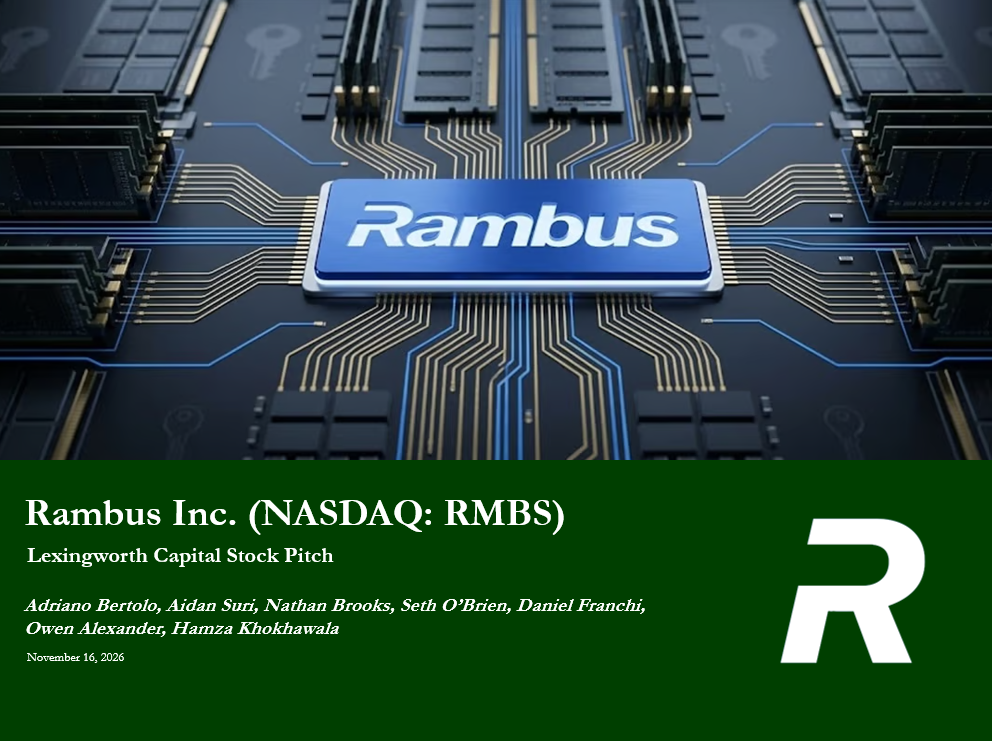 Rambus
Rambus Inc. (NASDAQ: RMBS)
Lexingworth Capital Stock Pitch
Adriano Bertolo, Aidan Suri, Nathan Brooks, Seth O’Brien, Daniel Franchi,
Owen Alexander, Hamza Khokhawala
November 16, 2026
R